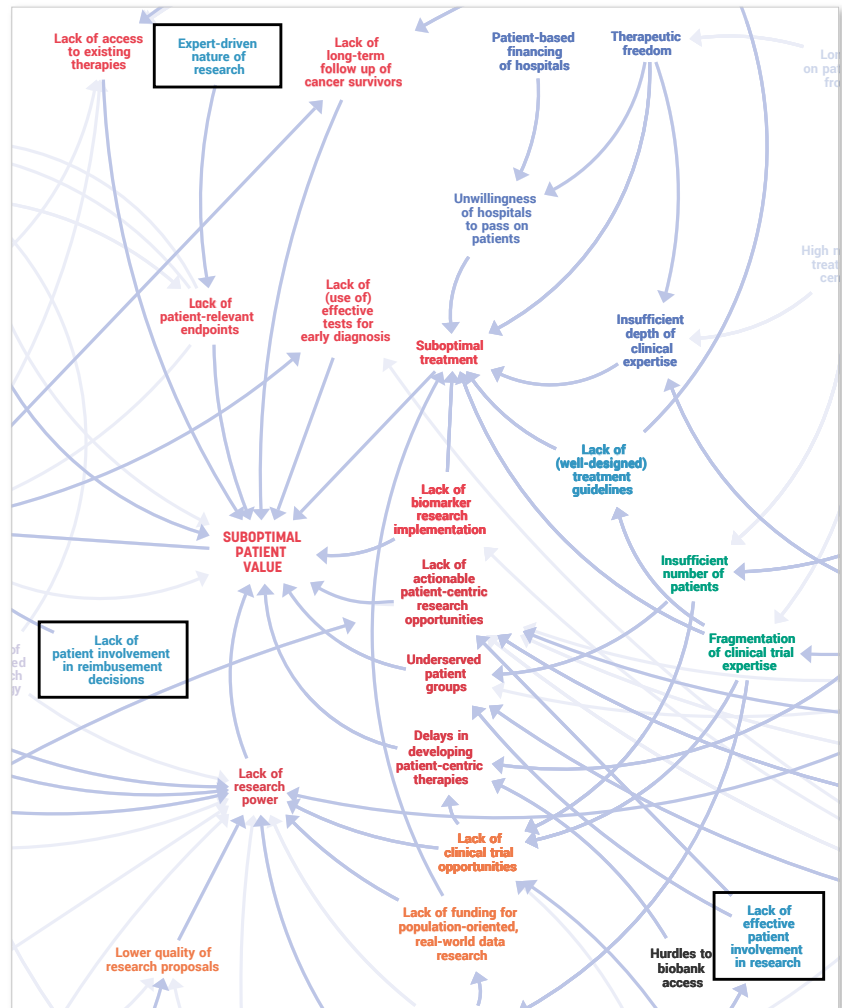 Lack of access
to existing
therapies
Expert-driven
nature of
research
Lack of
long-term
follow up of
cancer survivors
Patient-based
financing
of hospitals
Therapeutic
freedom
on
Unwillingness
of hospitals
to pass on
patients
High
Lack of
patient-relevant
endpoints
Lack of
(use of)
effective
tests for
early diagnosis
Suboptimal
treatment
Insufficient
depth of
clinical
expertise
Lack of
(well-designed)
treatment
guidelines
Lack of
biomarker
research
implementation
SUBOPTIMAL
PATIENT
VALUE
Lack of
actionable
patient-centric
research
opportunities
Insufficient
number of
patients
of
Lack of
patient involvement
in reimbusement
decisions
Underserved
patient
groups
Fragmentation
of clinical trial
expertise
Delays in
developing
patient-centric
therapies
Lack of
research
power
Lack of
clinical trial
opportunities
Lack of funding for
population-oriented,
real-world data
research
Lower quality of
research proposals
Hurdles to
biobank
access
Lack of
effective
patient
involvement
in research